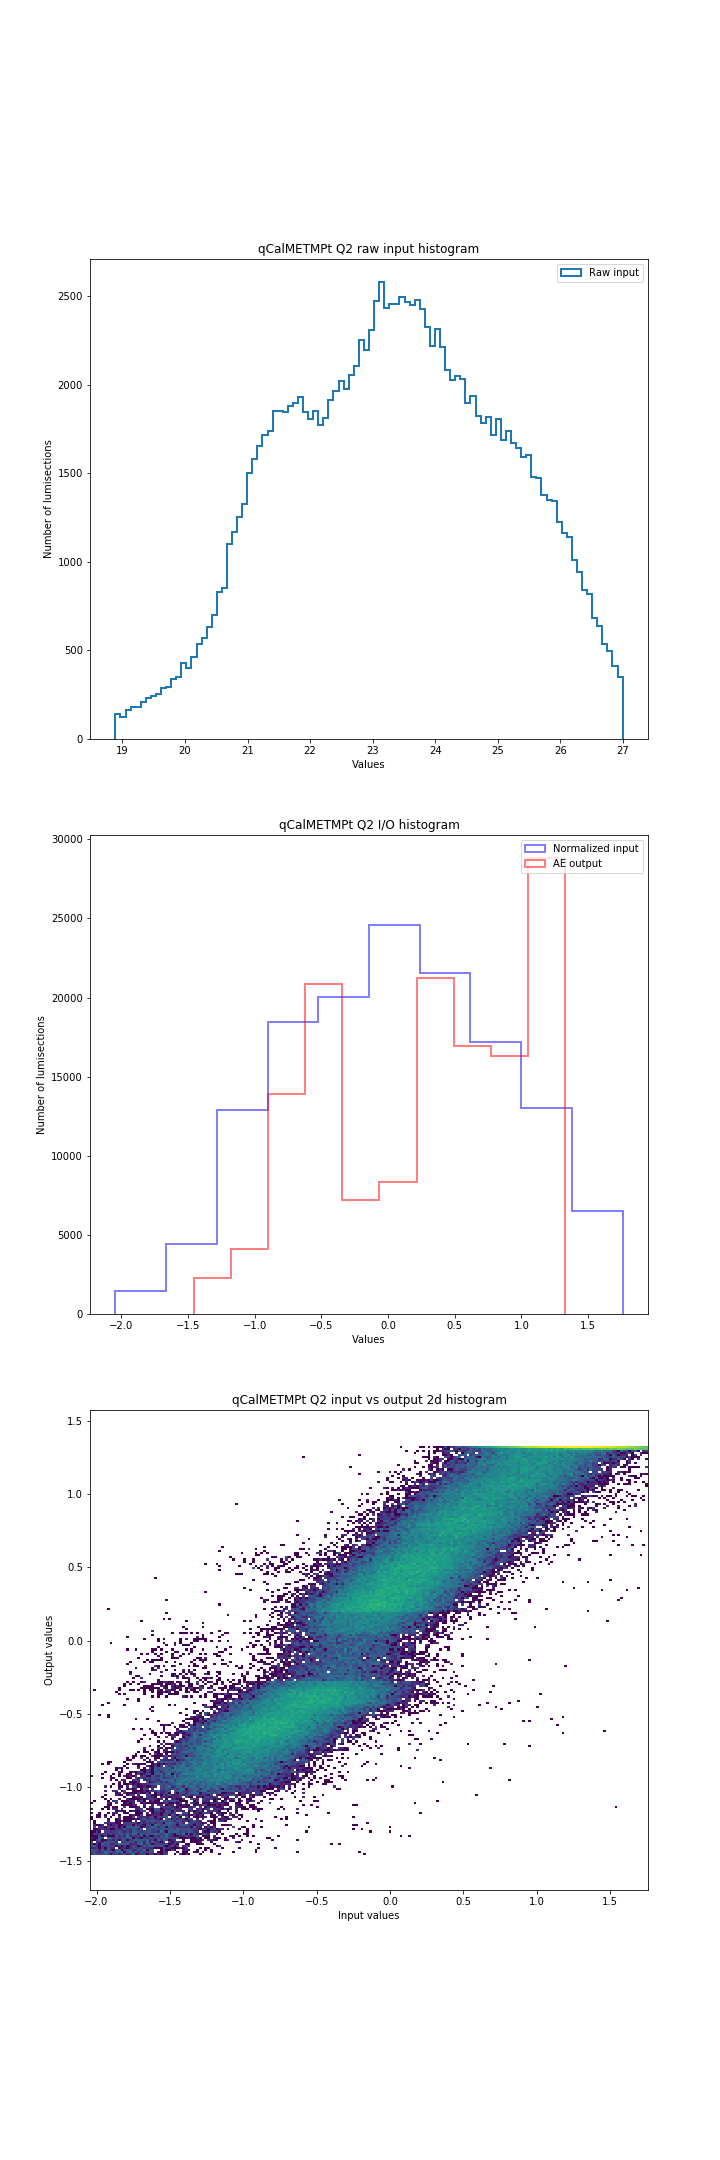 qCalMETMPt Q2 raw input histogram
Raw input
2500
2000
1500
1000
500
0
Number of lumisections
19 20 21 22 23 24 25 26 27
Values
qCalMETMPt Q2 I/O histogram
Normalized input
AE output
30000
25000
20000
15000
10000
5000
0
Number of lumisections
−2.0 −1.5 −1.0 −0.5 0.0 0.5 1.0 1.5
Values
qCalMETMPt Q2 input vs output 2d histogram
1.5
1.0
0.5
0.0
−0.5
−1.0
−1.5
Output values
−2.0 −1.5 −1.0 −0.5 0.0 0.5 1.0 1.5
Input values